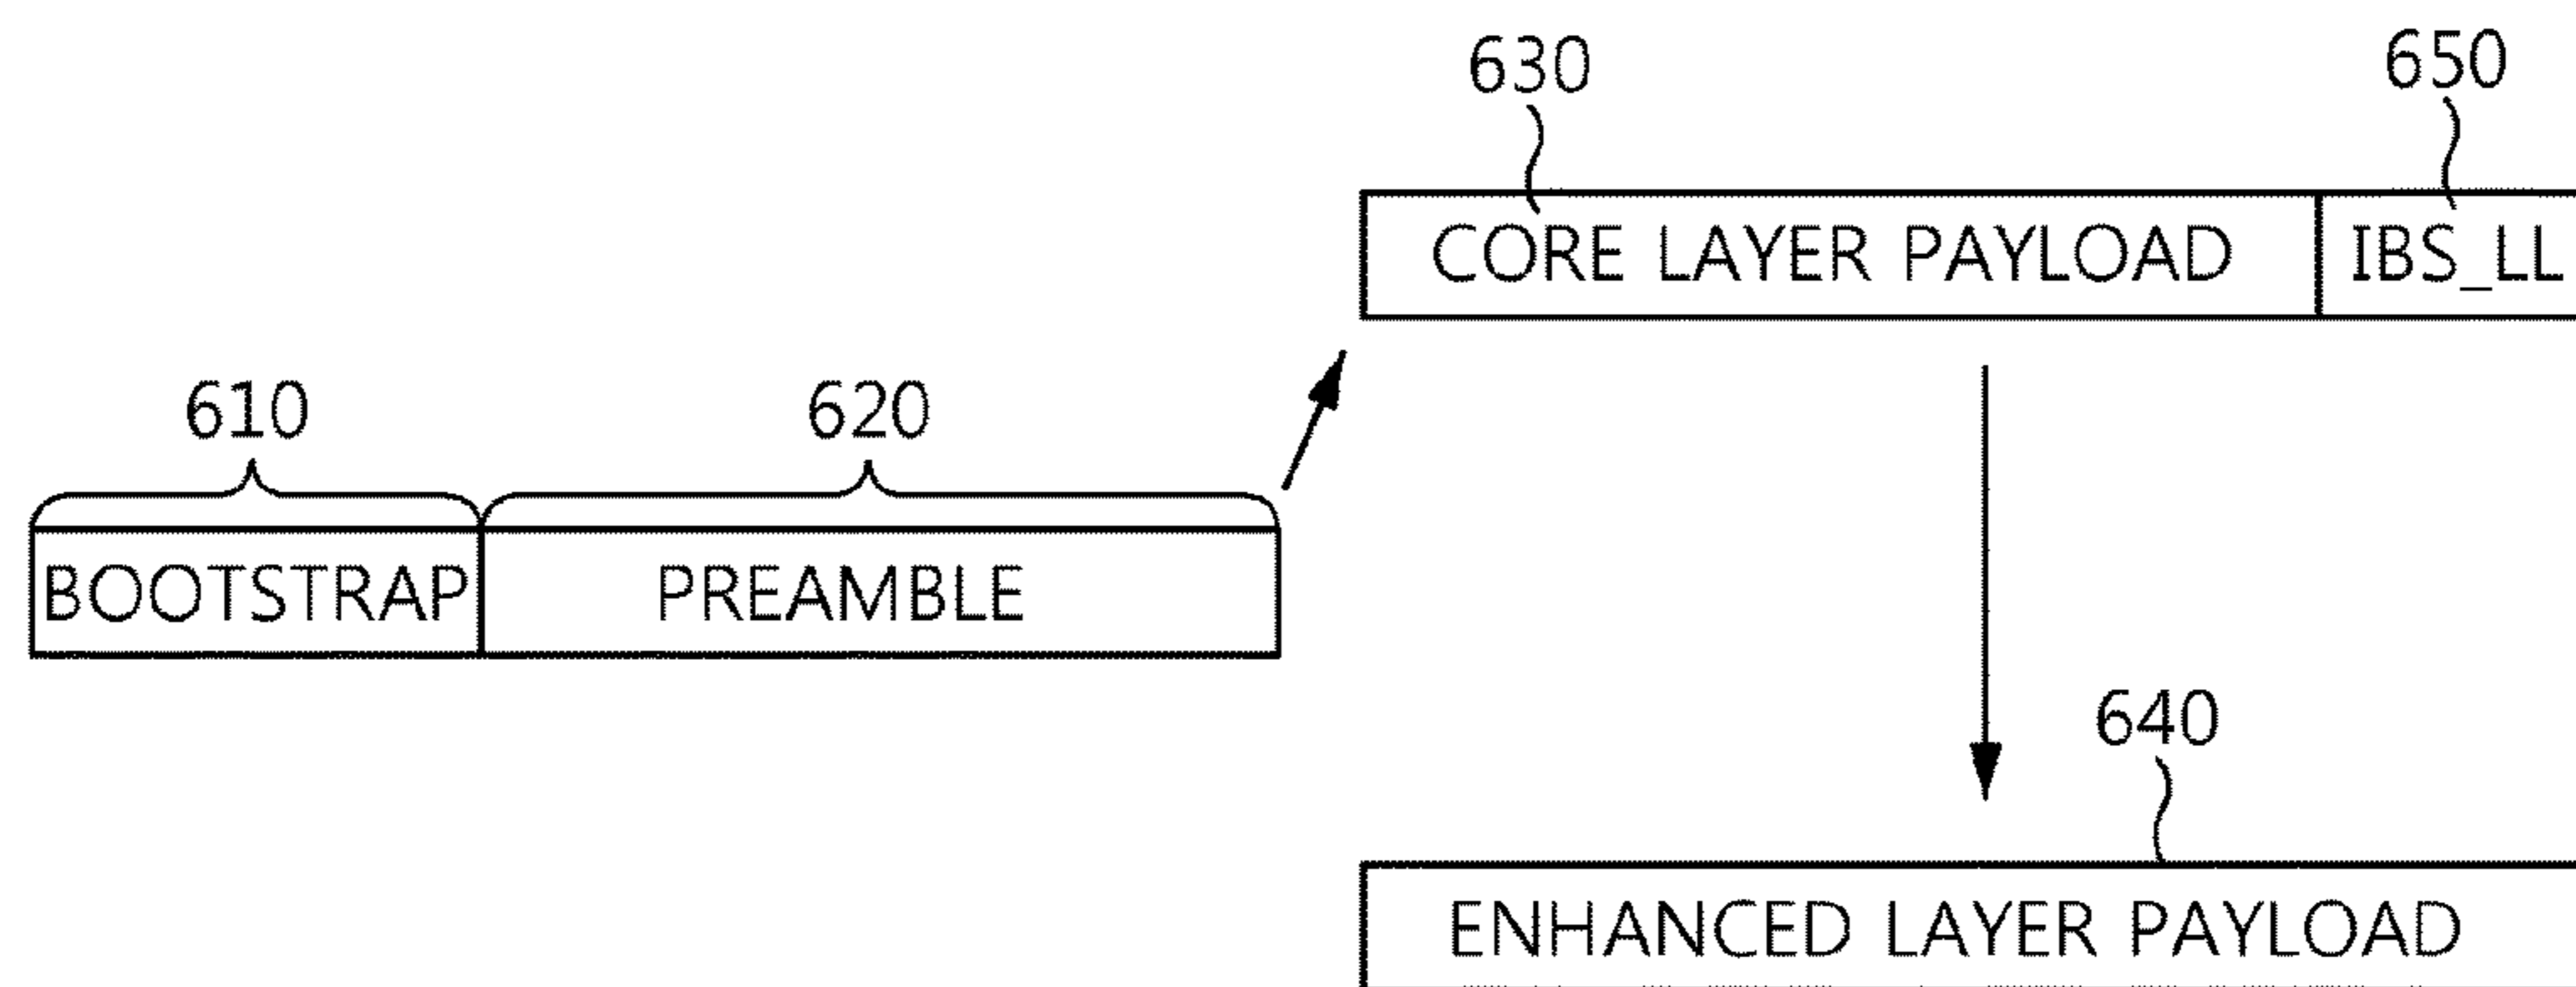 630
650
CORE LAYER PAYLOAD
IBS_LL
610
620
BOOTSTRAP
PREAMBLE
640
ENHANCED LAYER PAYLOAD